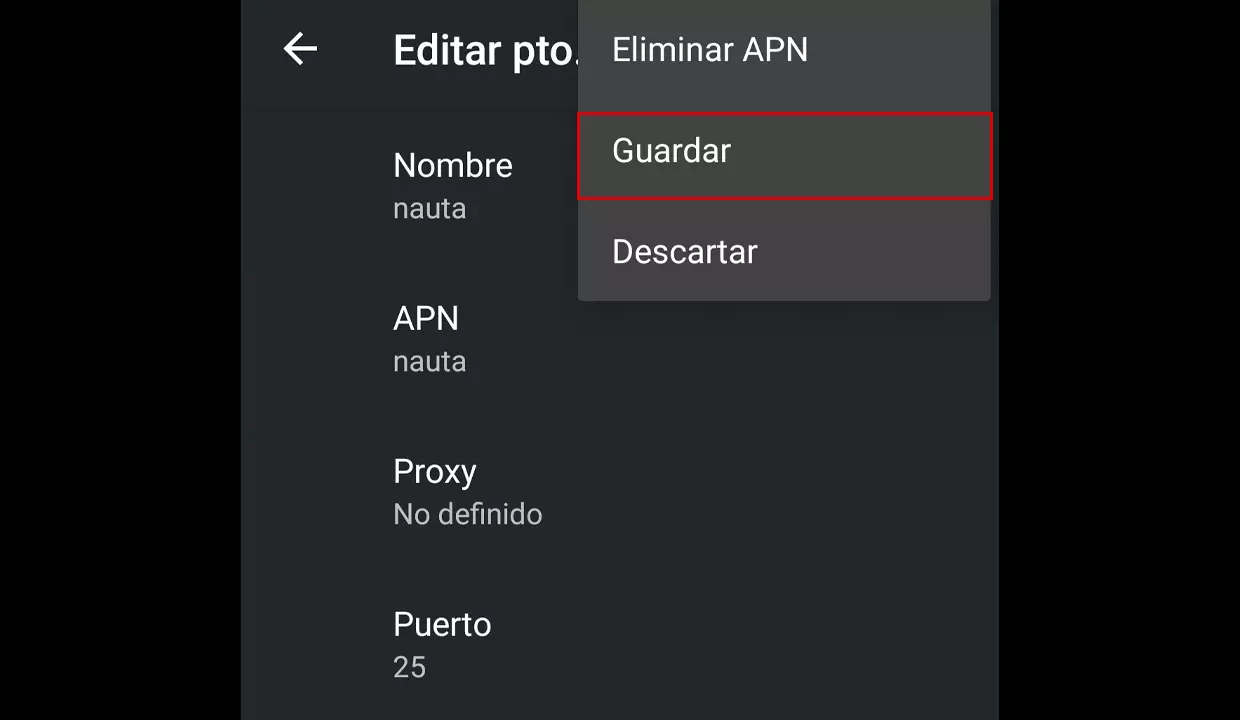 Editar pto.
Eliminar APN
Guardar
Descartar
Nombre
nauta
APN
nauta
Proxy
No definido
Puerto
25